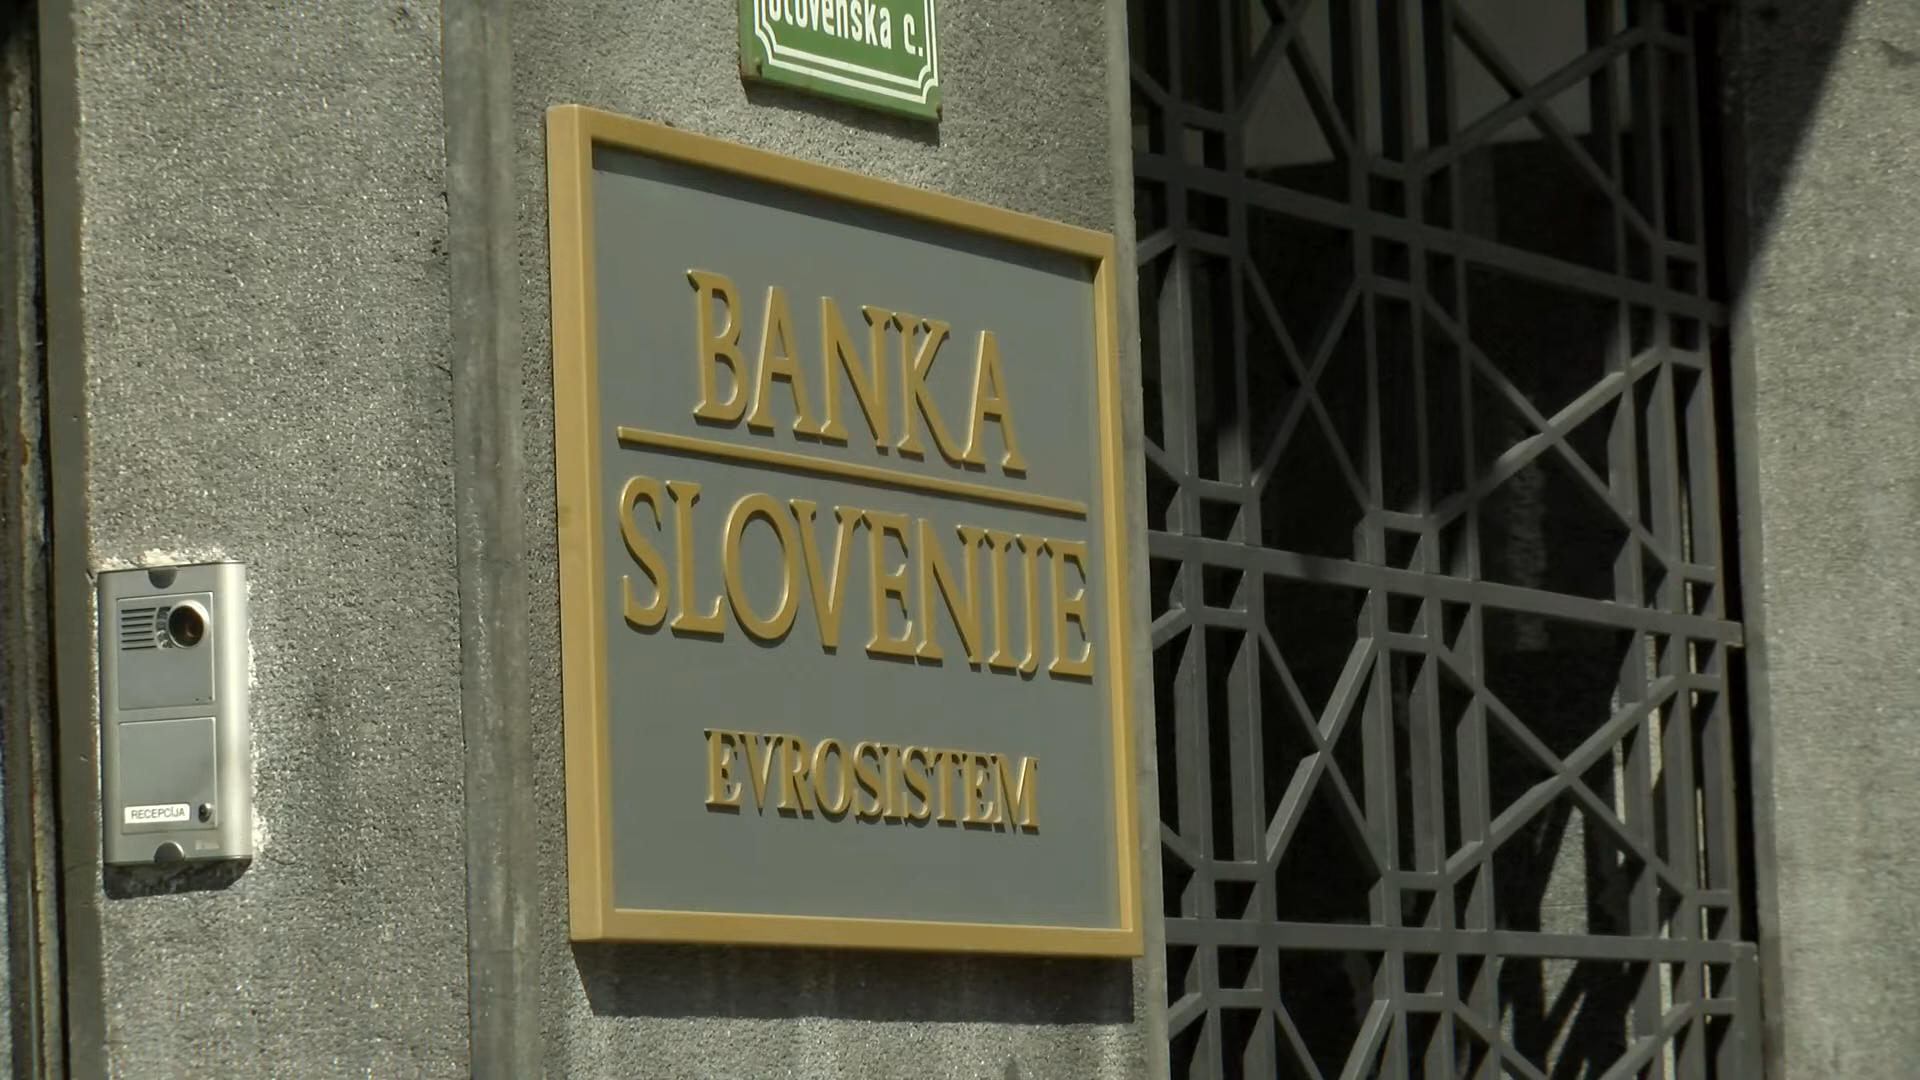 Slovenska c.
BANKA
SLOVENIJE
EVROSISTEM
RECEPCIJA